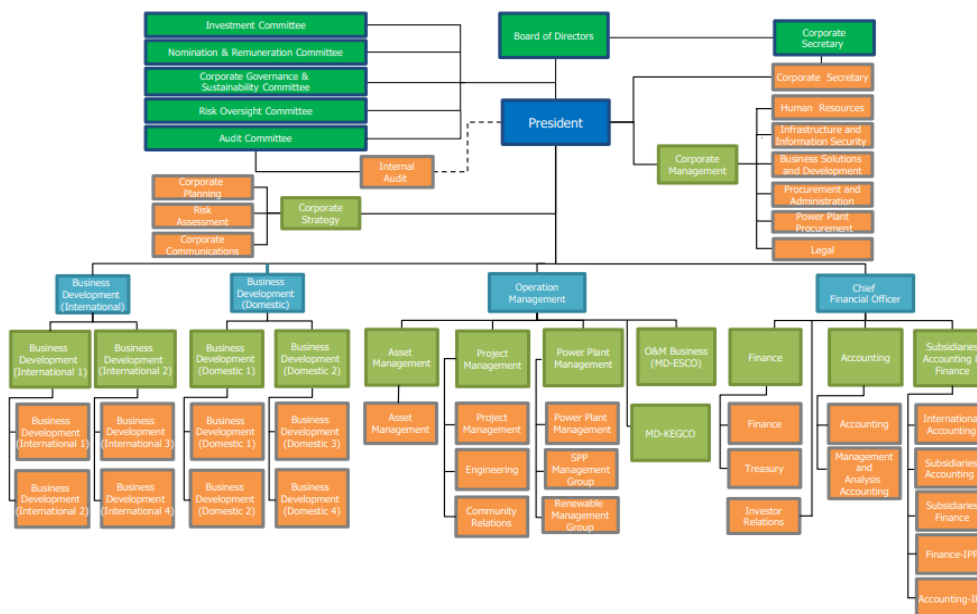 Investment Committee
Nomination & Remuneration Committee
Corporate Governance &
Sustainability Committee
Risk Oversight Committee
Audit Committee
Board of Directors
Corporate
Secretary
Corporate Secretary
President
Human Resources
Infrastructure and
Information Security
Business Solutions
and Development
Procurement and
Administration
Power Plant
Procurement
Legal
Corporate
Management
Internal
Audit
Corporate
Planning
Risk
Assessment
Corporate
Communications
Corporate
Strategy
Business
Development
(International)
Business
Development
(Domestic)
Operation
Management
Chief
Financial Officer
Business
Development
(International 1)
Business
Development
(International 2)
Business
Development
(Domestic 1)
Business
Development
(Domestic 2)
Asset
Management
Project
Management
Power Plant
Management
O&M Business
(MD-ESCO)
Finance
Accounting
Subsidiaries
Accounting &
Finance
Business
Development
(International 1)
Business
Development
(International 3)
Business
Development
(Domestic 1)
Business
Development
(Domestic 3)
Asset
Management
Project
Management
Power Plant
Management
MD-KEGCO
Finance
Accounting
International
Accounting
Business
Development
(International 2)
Business
Development
(International 4)
Business
Development
(Domestic 2)
Business
Development
(Domestic 4)
Engineering
SPP
Management
Group
Treasury
Management
and
Analysis
Accounting
Subsidiaries
Accounting
Community
Relations
Renewable
Management
Group
Investor
Relations
Subsidiaries
Finance
Finance-IPP